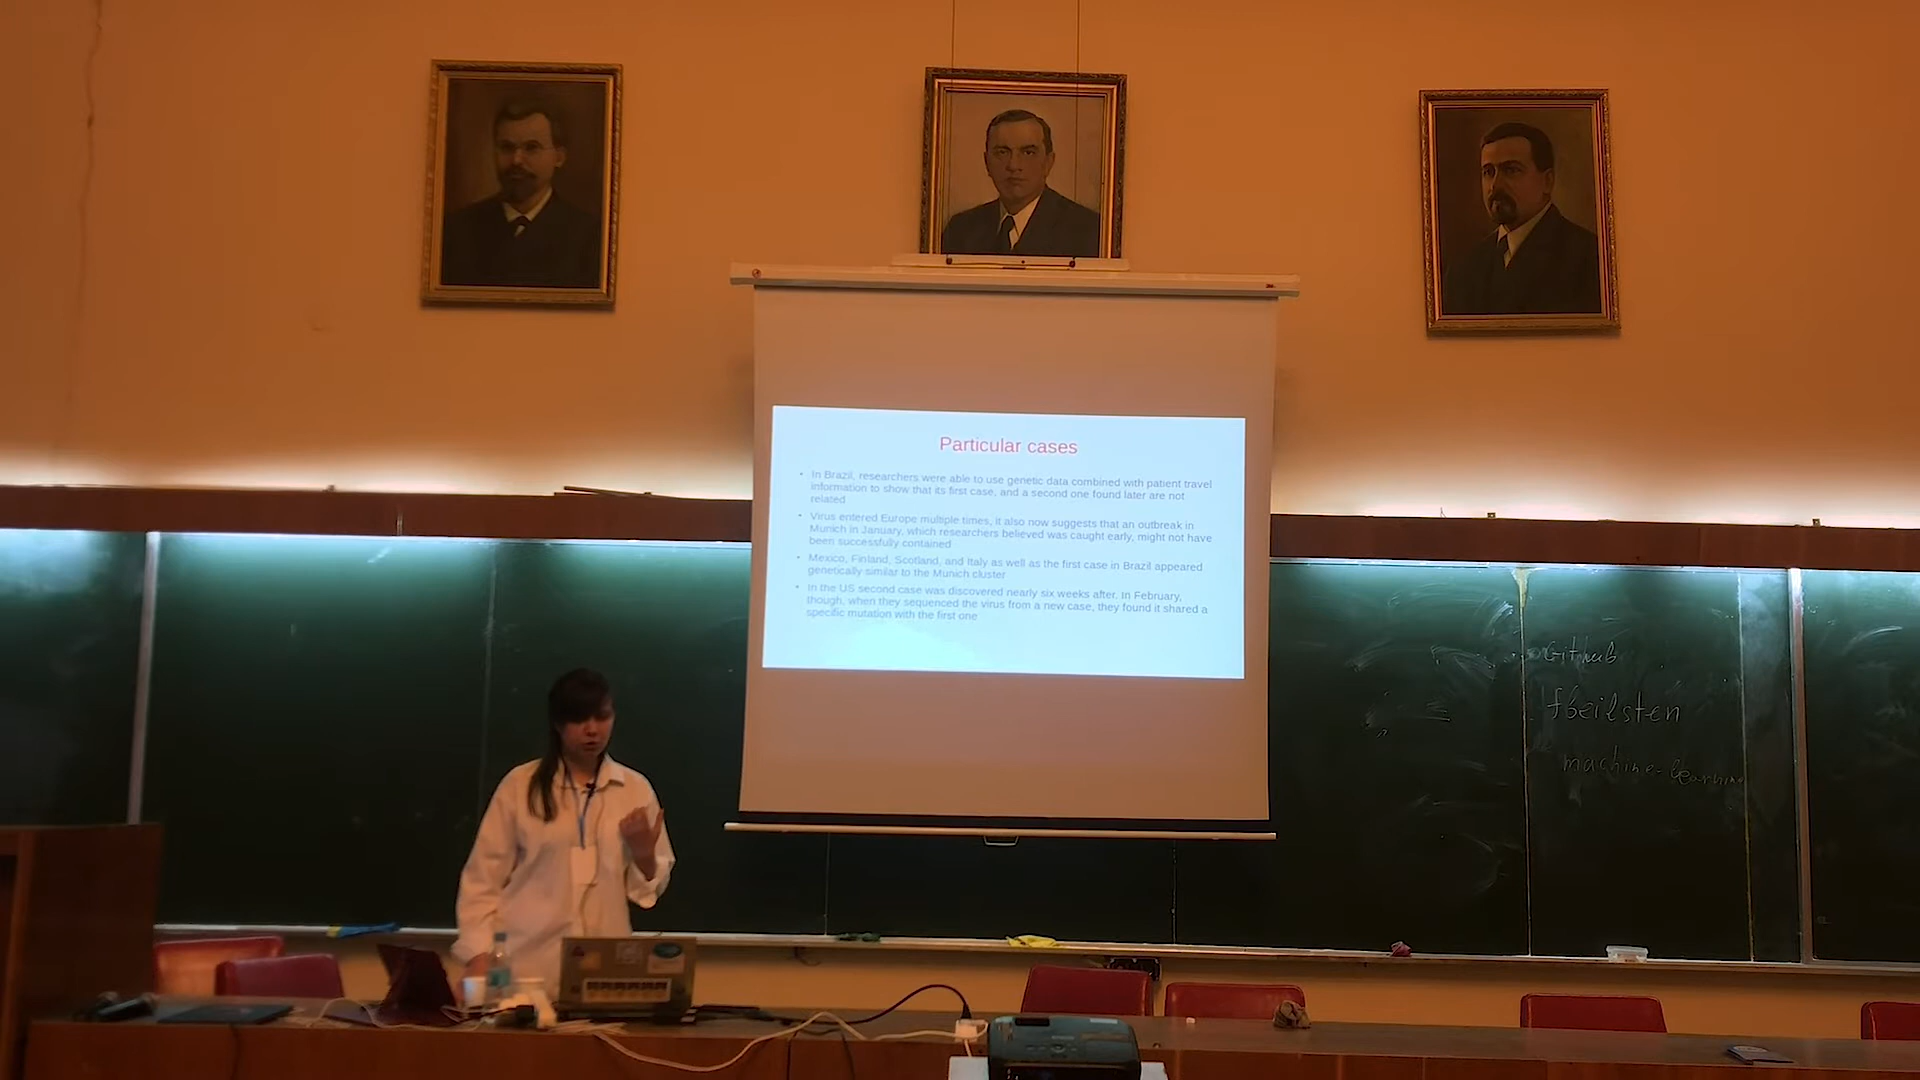 Particular cases
• In Brazil, researchers were able to use genetic data combined with patient travel
information to show that its first case, and a second one found later are not
related
• Virus entered Europe multiple times, it also now suggests that an outbreak in
Munich in January, which researchers believed was caught early, might not have
been successfully contained
• Mexico, Finland, Scotland, and Italy as well as the first case in Brazil appeared
genetically similar to the Munich cluster
• In the US second case was discovered nearly six weeks after. In February,
though, when they sequenced the virus from a new case, they found it shared a
specific mutation with the first one
Github
fbeilsten
machine-learning